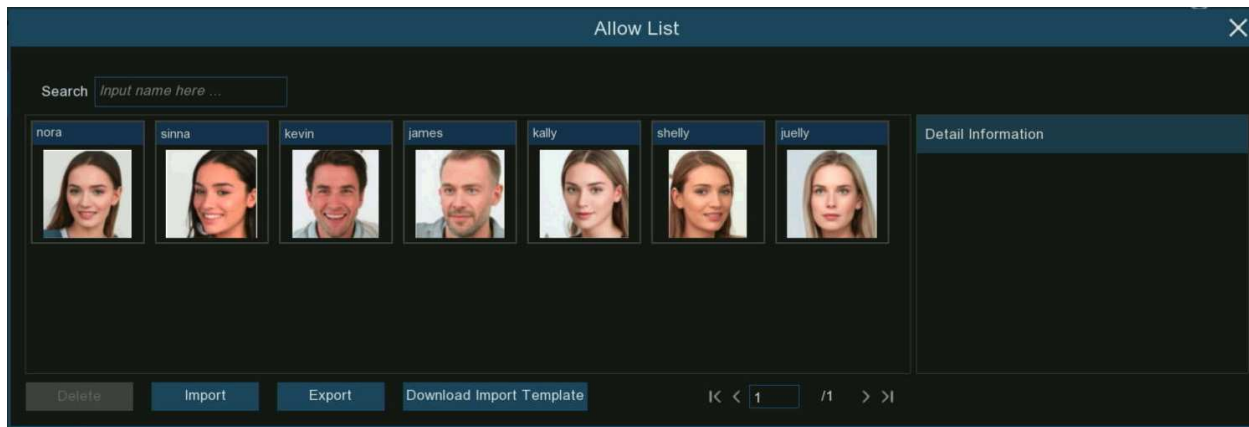 Allow List
Search Input name here ...
nora sinna kevin james kally shelly juelly
Detail Information
Delete Import Export Download Import Template 1 /1